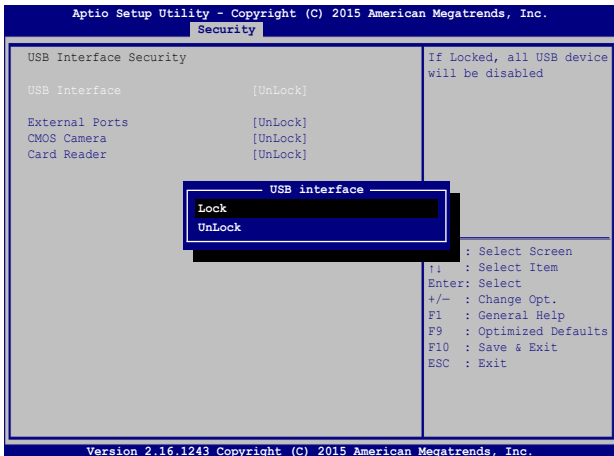 Aptio Setup Utility - Copyright (C) 2015 American Megatrends, Inc.
Security
USB Interface Security
USB Interface [UnLock]
External Ports [UnLock]
CMOS Camera [UnLock]
Card Reader [UnLock]
If Locked, all USB device
will be disabled
USB interface
Lock
UnLock
: Select Screen
↑↓ : Select Item
Enter: Select
+/— : Change Opt.
F1 : General Help
F9 : Optimized Defaults
F10 : Save & Exit
ESC : Exit
Version 2.16.1243 Copyright (C) 2015 American Megatrends, Inc.